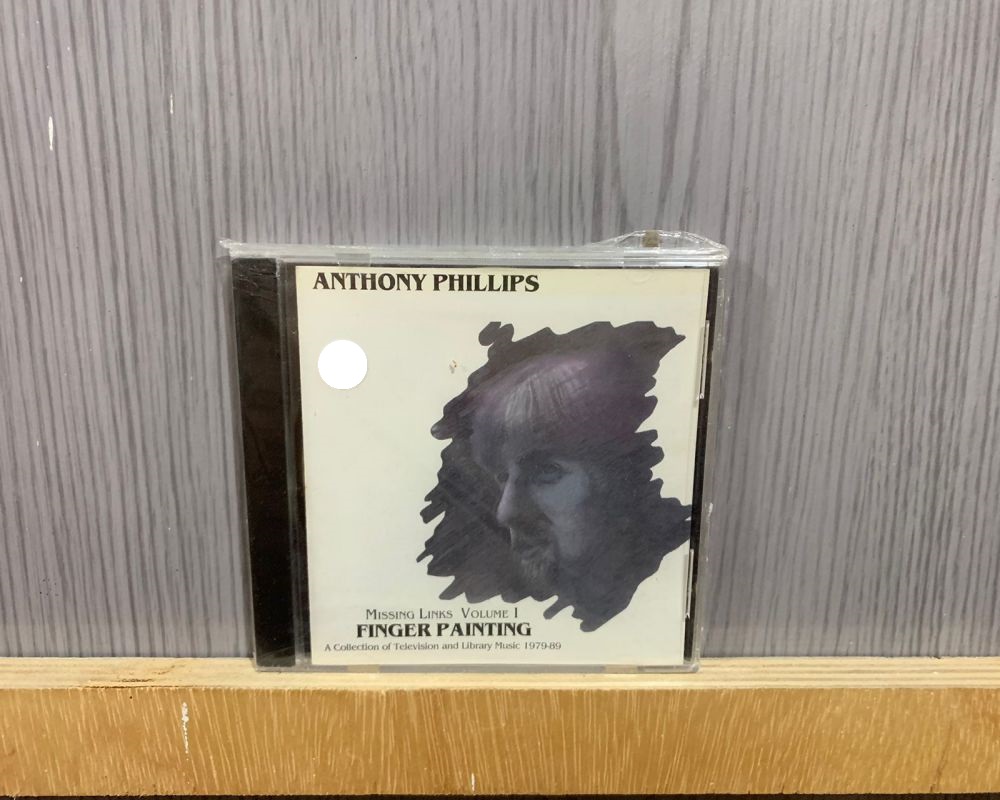 ANTHONY PHILLIPS
MISSING LINKS VOLUME I
FINGER PAINTING
A Collection of Television and Library Music 1979-89